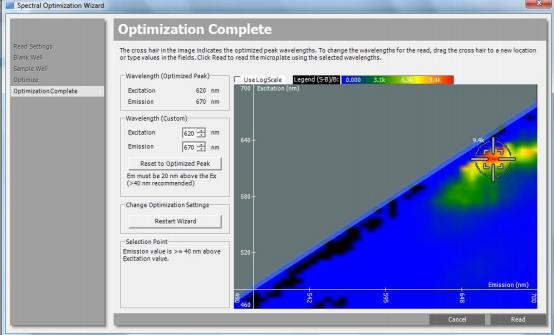 Spectral Optimization Wizard
Optimization Complete
Read Settings
Blank Well
Sample Well
Optimize
Optimization Complete
The cross hair in the image indicates the optimized peak wavelengths. To change the wavelengths for the read, drag the cross hair to a new location
or type values in the fields. Click Read to read the microplate using the selected wavelengths.
Wavelength (Optimized Peak)
Excitation 620 nm
Emission 670 nm
Wavelength (Custom)
Excitation 620 nm
Emission 670 nm
Reset to Optimized Peak
Em must be 20 nm above the Ex
(>40 nm recommended)
Change Optimization Settings
Restart Wizard
Selection Point
Emission value is >= 40 nm above
Excitation value.
Use LogScale Legend (S-B)/B: 0.000 3.1k 6.3k 9.4k
700 Excitation (nm)
9.4k
640
580
520
460
Emission (nm)
542
595
648
700
Cancel Read